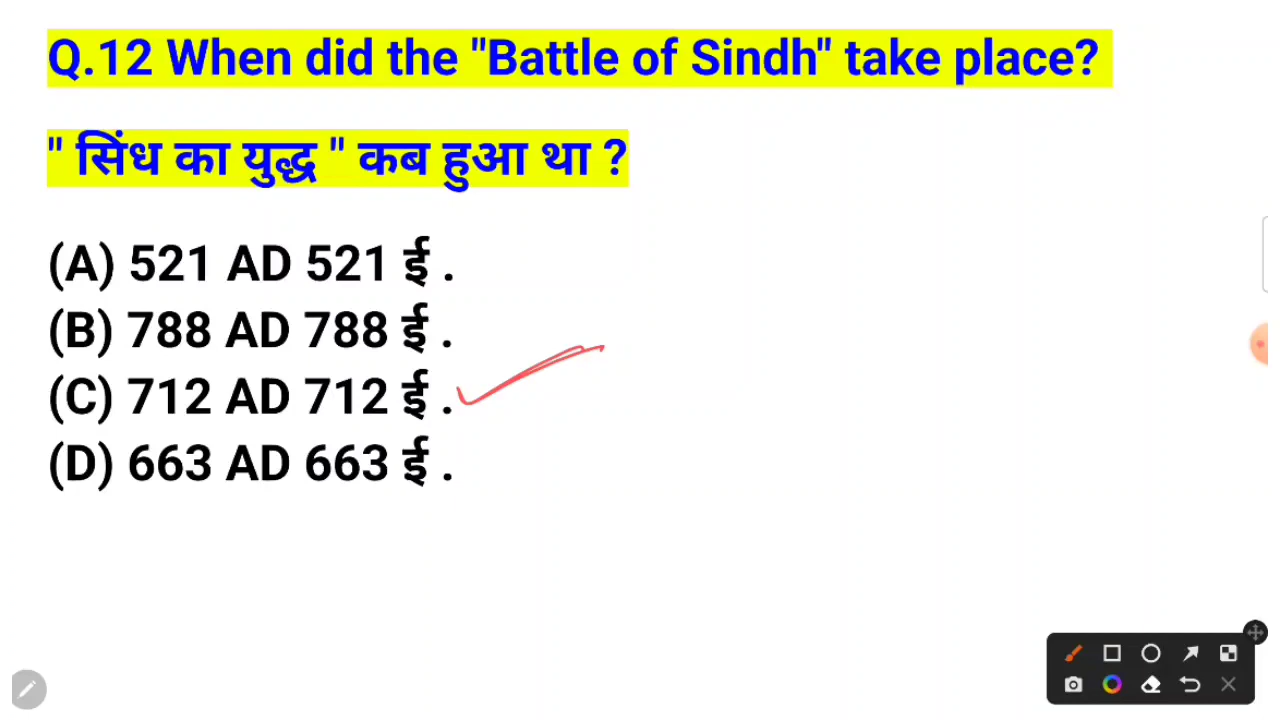 Q.12 When did the "Battle of Sindh" take place?
" सिंध का युद्ध " कब हुआ था ?
(A) 521 AD 521 ई .
(B) 788 AD 788 ई .
(C) 712 AD 712 ई .
(D) 663 AD 663 ई .